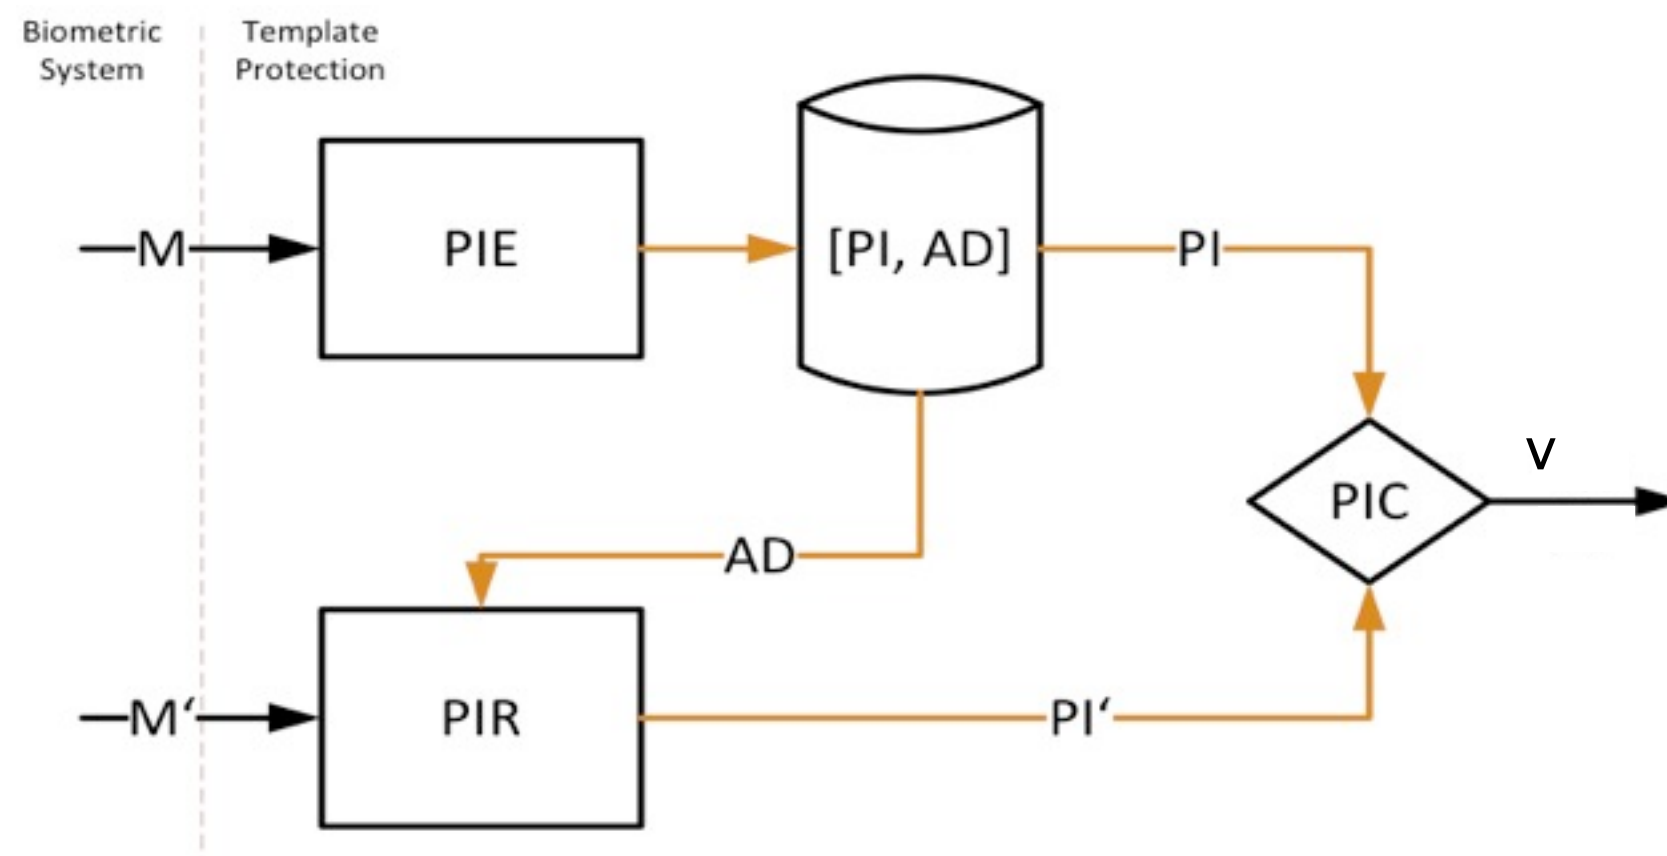 Biometric
System
Template
Protection
M
PIE
[PI, AD]
PI
V
PIC
AD
M‘
PIR
PI‘